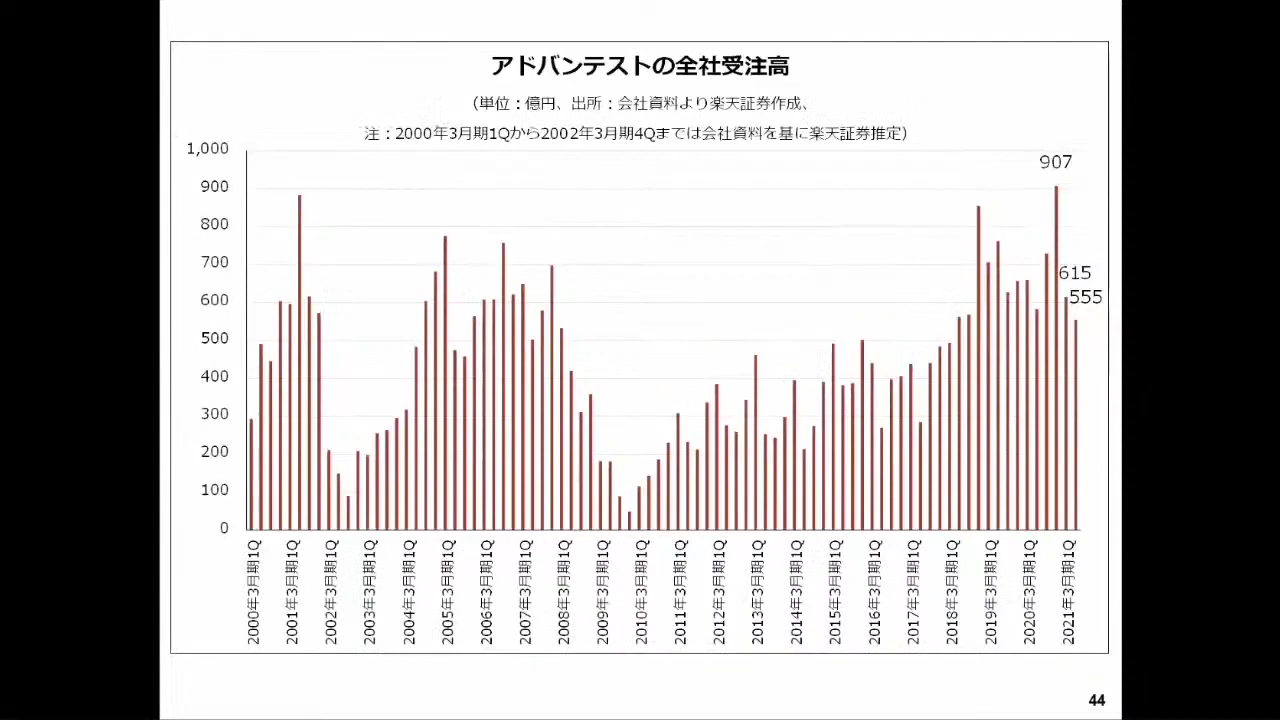 アドバンテストの全社受注高
（単位：億円、出所：会社資料より楽天証券作成、
注：2000年3月期1Qから2002年3月期4Qまでは会社資料を基に楽天証券推定）
1,000
900
800
700
600
500
400
300
200
100
0
907
615
555
2000年3月期1Q
2001年3月期1Q
2002年3月期1Q
2003年3月期1Q
2004年3月期1Q
2005年3月期1Q
2006年3月期1Q
2007年3月期1Q
2008年3月期1Q
2009年3月期1Q
2010年3月期1Q
2011年3月期1Q
2012年3月期1Q
2013年3月期1Q
2014年3月期1Q
2015年3月期1Q
2016年3月期1Q
2017年3月期1Q
2018年3月期1Q
2019年3月期1Q
2020年3月期1Q
2021年3月期1Q
44